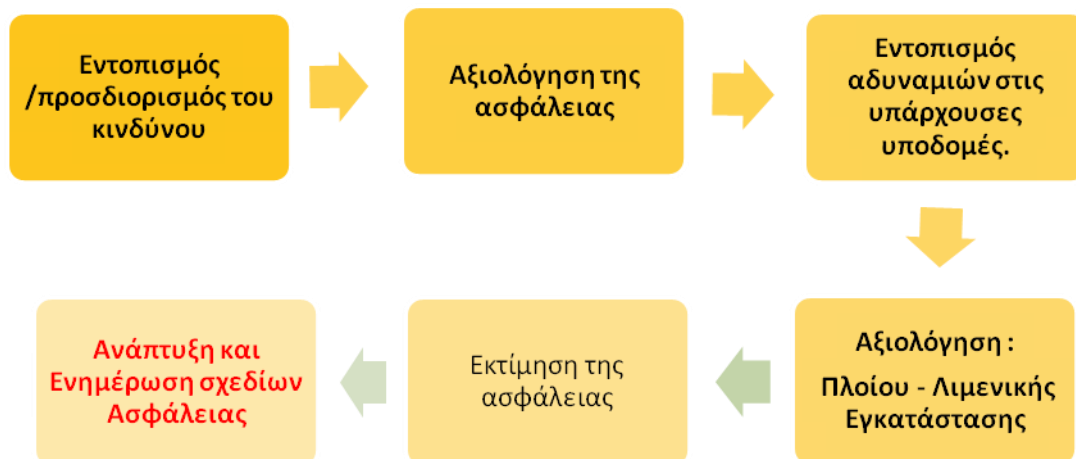 Εντοπισμός
/προσδιορισμός του
κινδύνου
Αξιολόγηση της
ασφάλειας
Εντοπισμός
αδυναμιών στις
υπάρχουσες
υποδομές.
Αξιολόγηση :
Πλοίου - Λιμενικής
Εγκατάστασης
Εκτίμηση της
ασφάλειας
Ανάπτυξη και
Ενημέρωση σχεδίων
Ασφάλειας